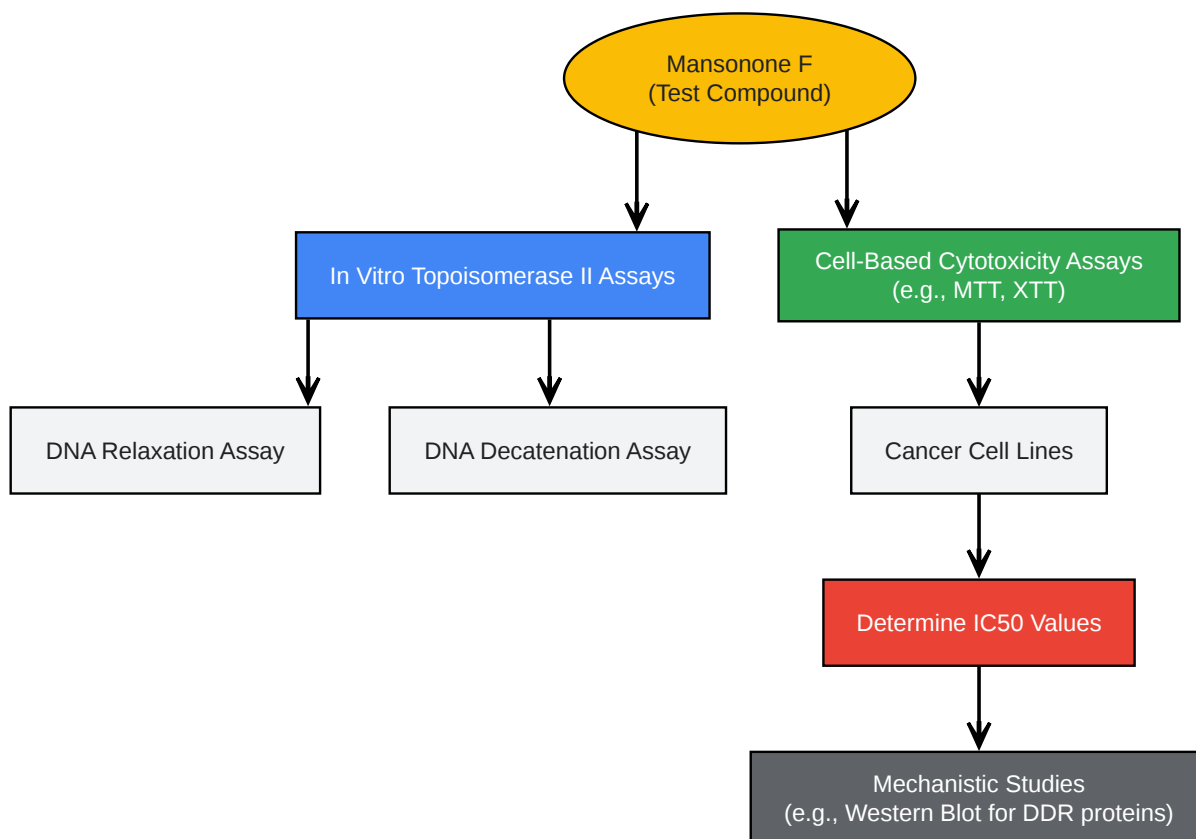 Mansonone F
(Test Compound)
In Vitro Topoisomerase II Assays
Cell-Based Cytotoxicity Assays
(e.g., MTT, XTT)
DNA Relaxation Assay
DNA Decatenation Assay
Cancer Cell Lines
Determine IC50 Values
Mechanistic Studies
(e.g., Western Blot for DDR proteins)